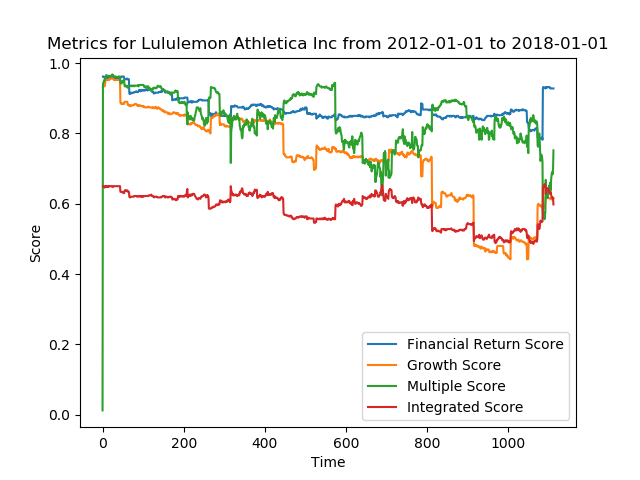 Metrics for Lululemon Athletica Inc from 2012-01-01 to 2018-01-01
1.0
0.8
0.6
0.4
0.2
0.0
Score
Financial Return Score
Growth Score
Multiple Score
Integrated Score
0 200 400 600 800 1000
Time